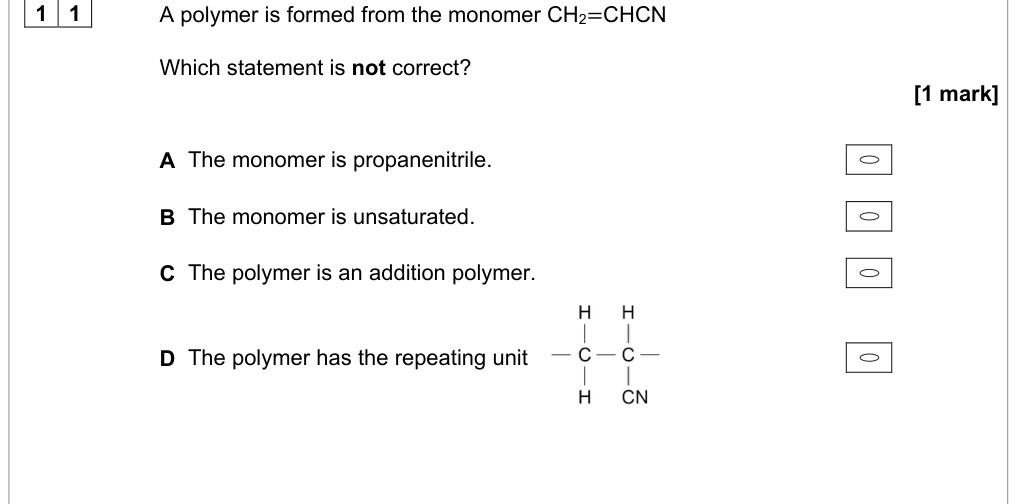 1 1 A polymer is formed from the monomer CH₂=CHCN
Which statement is not correct?
[1 mark]
A The monomer is propanenitrile.
B The monomer is unsaturated.
C The polymer is an addition polymer.
H H
D The polymer has the repeating unit — C — C —
H CN